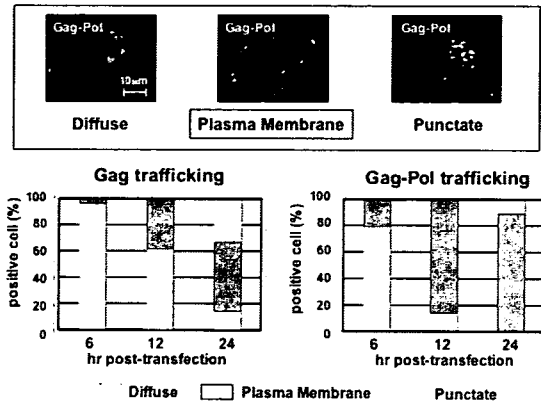 Gag-Pol Gag-Pol Gag-Pol
10μm
Diffuse Plasma Membrane Punctate
Gag trafficking Gag-Pol trafficking
positive cell (%) positive cell (%)
100 100
80 80
60 60
40 40
20 20
0 0
6 12 24 6 12 24
hr post-transfection hr post-transfection
Diffuse Plasma Membrane Punctate